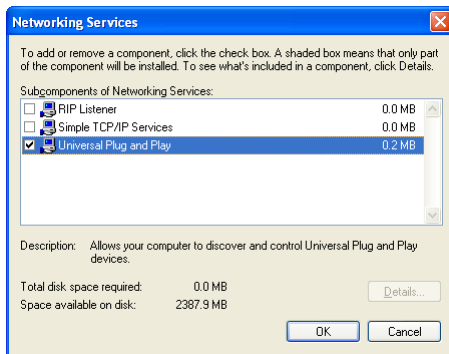 Networking Services
To add or remove a component, click the check box. A shaded box means that only part
of the component will be installed. To see what's included in a component, click Details.
Subcomponents of Networking Services:
RIP Listener 0.0 MB
Simple TCP/IP Services 0.0 MB
Universal Plug and Play 0.2 MB
Description: Allows your computer to discover and control Universal Plug and Play
devices.
Total disk space required: 0.0 MB
Space available on disk: 2387.9 MB
Details...
OK Cancel